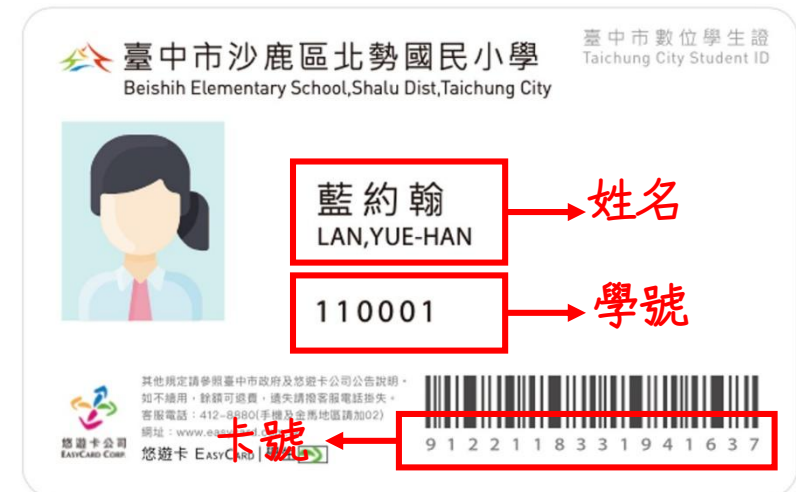 臺中市沙鹿區北勢國民小學
Beishih Elementary School,Shalu Dist,Taichung City
臺中市數位學生證
Taichung City Student ID
藍約翰
LAN,YUE-HAN
姓名
110001
學號
其他規定請參照臺中市政府及悠遊卡公司公告說明。
如不續用，餘額可退費，遺失請撥客服電話掛失。
客服電話：412-8880(手機及金馬地區請加02)
網址：www.easycard.c
悠遊卡公司
EASYCARD CORP.
悠遊卡 EASYCARD
卡號
9122118331941637